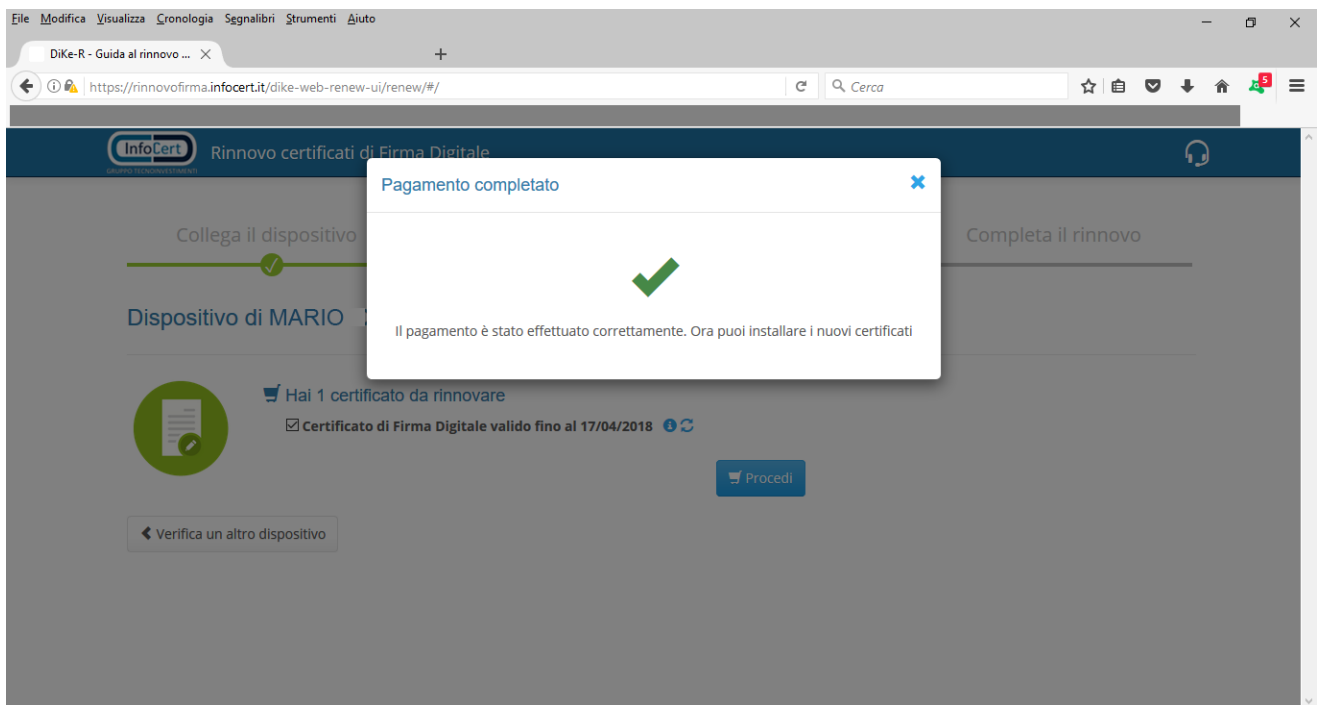 File Modifica Visualizza Cronologia Segnalibri Strumenti Aiuto
DiKe-R - Guida al rinnovo ...
https://rinnovofirma.infocert.it/dike-web-renew-ui/renew/#/
Cerca
5
InfoCert
GRUPPO TECNOINVESTIMENTI
Rinnovo certificati di Firma Digitale
Pagamento completato
Collega il dispositivo
Completa il rinnovo
Il pagamento è stato effettuato correttamente. Ora puoi installare i nuovi certificati
Dispositivo di MARIO
Hai 1 certificato da rinnovare
Certificato di Firma Digitale valido fino al 17/04/2018
Procedi
Verifica un altro dispositivo